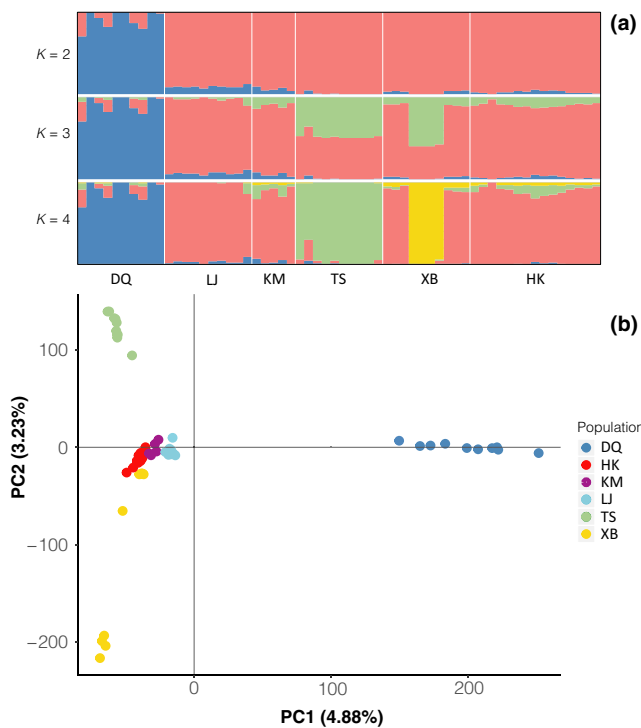 (a)
K = 2
K = 3
K = 4
DQ LJ KM TS XB HK
(b)
100
0
−100
−200
PC2 (3.23%)
0 100 200
PC1 (4.88%)
Population
DQ
HK
KM
LJ
TS
XB